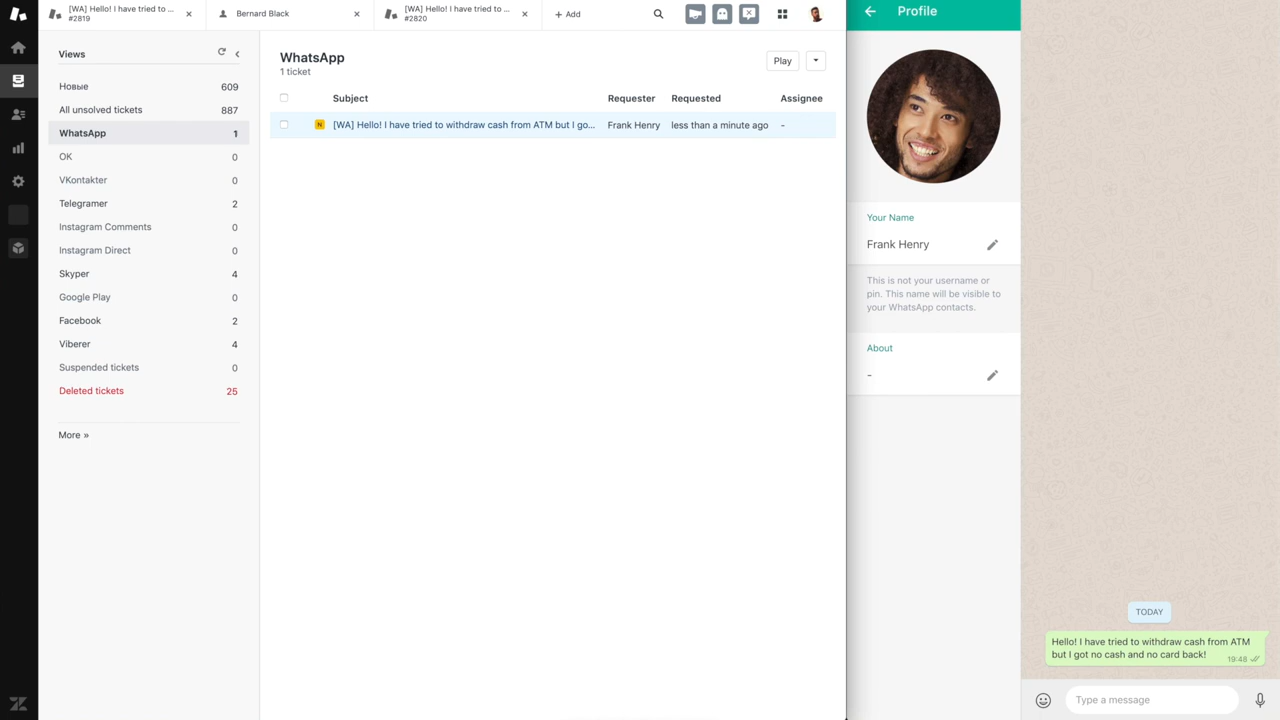 [WA] Hello! I have tried to ...
#2819
Bernard Black
[WA] Hello! I have tried to ...
#2820
+ Add
Views
Новые 609
All unsolved tickets 887
WhatsApp 1
OK 0
VKontakter 0
Telegramer 2
Instagram Comments 0
Instagram Direct 0
Skyper 4
Google Play 0
Facebook 2
Viberer 4
Suspended tickets 0
Deleted tickets 25
More »
WhatsApp
1 ticket
Play
Subject Requester Requested Assignee
N [WA] Hello! I have tried to withdraw cash from ATM but I go... Frank Henry less than a minute ago -
Profile
Your Name
Frank Henry
This is not your username or
pin. This name will be visible to
your WhatsApp contacts.
About
-
TODAY
Hello! I have tried to withdraw cash from ATM
but I got no cash and no card back!
19:48
Type a message